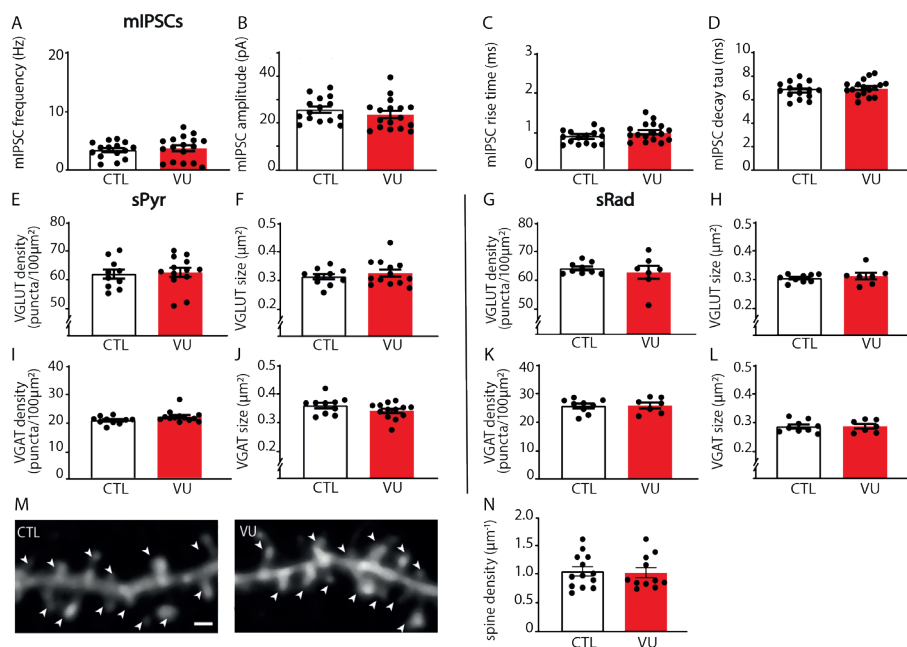 A mIPSCs B C D
mIPSC frequency (Hz)
20
10
5
0
CTL VU
mIPSC amplitude (pA)
40
20
0
CTL VU
mIPSC rise time (ms)
3
2
1
0
CTL VU
mIPSC decay tau (ms)
10
8
6
4
2
0
CTL VU
E sPyr F G sRad H
VGLUT density
(puncta/100µm²)
80
70
60
50
CTL VU
VGLUT size (µm²)
0.5
0.4
0.3
0.2
CTL VU
VGLUT density
(puncta/100µm²)
80
70
60
50
CTL VU
VGLUT size (µm²)
0.5
0.4
0.3
0.2
CTL VU
I J K L
VGAT density
(puncta/100µm²)
40
30
20
10
0
CTL VU
VGAT size (µm²)
0.5
0.4
0.3
0.2
CTL VU
VGAT density
(puncta/100µm²)
40
30
20
10
0
CTL VU
VGAT size (µm²)
0.5
0.4
0.3
0.2
CTL VU
M N
CTL
VU
spine density (µm⁻¹)
2.0
1.5
1.0
0.5
0
CTL VU